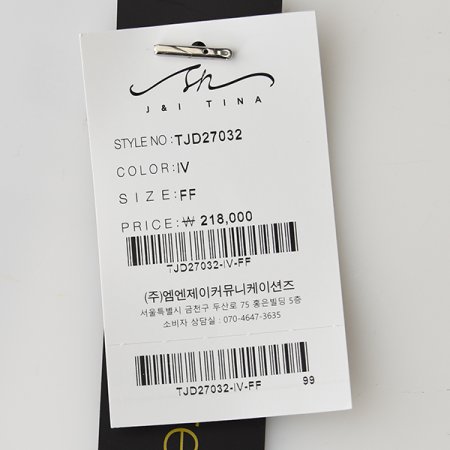 J & I TINA
STYLE NO : TJD27032
COLOR : IV
SIZE : FF
PRICE : ₩ 218,000
TJD27032-IV-FF
(주)엠엔제이커뮤니케이션즈
서울특별시 금천구 두산로 75 홍은빌딩 5층
소비자 상담실 : 070-4647-3635
TJD27032-IV-FF 99